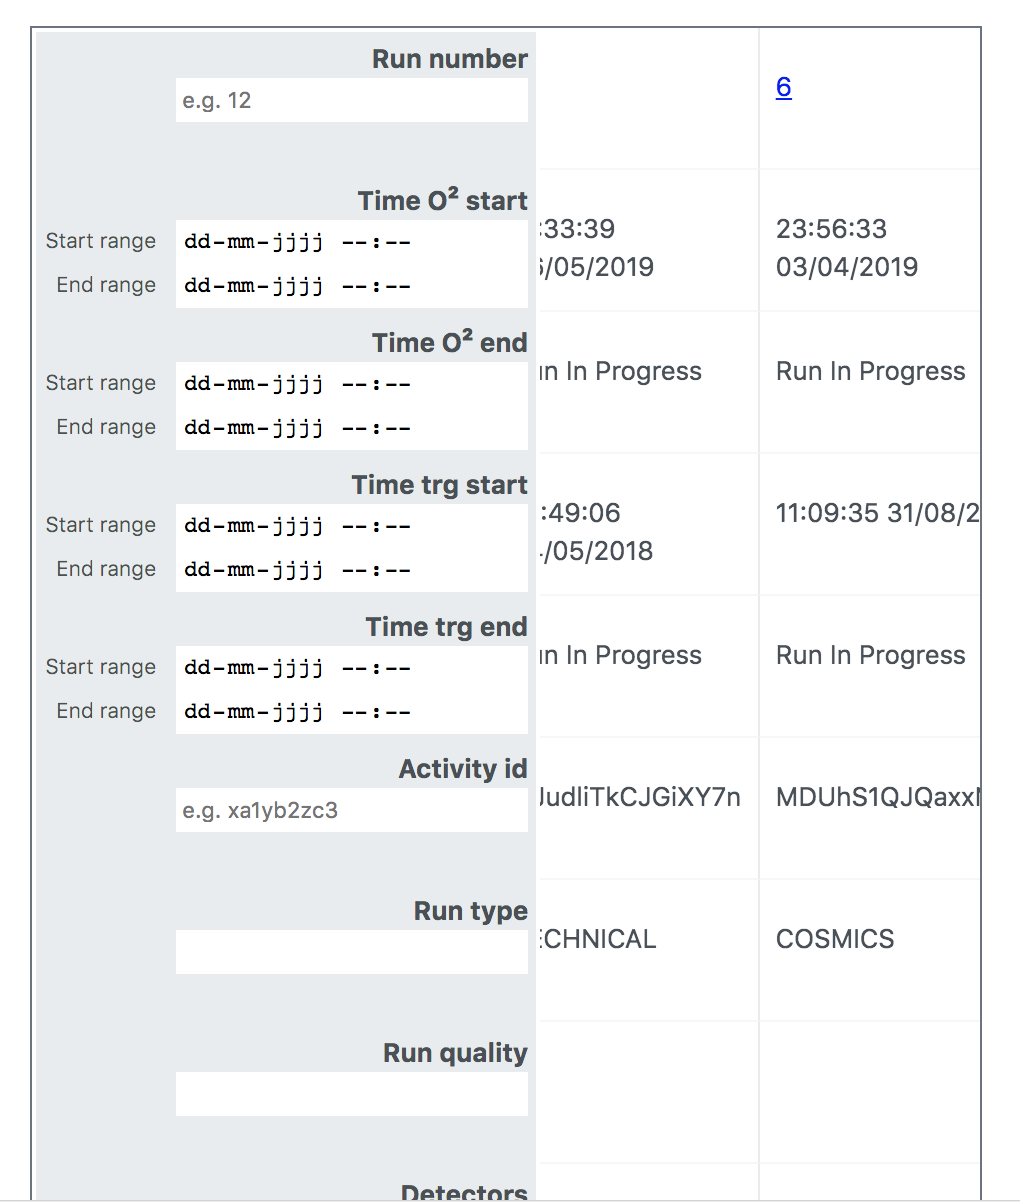 Run number
e.g. 12
6
Time O² start
Start range dd-mm-jjjj --:-- :33:39 23:56:33
End range dd-mm-jjjj --:-- /05/2019 03/04/2019
Time O² end
Start range dd-mm-jjjj --:-- In Progress Run In Progress
End range dd-mm-jjjj --:--
Time trg start
Start range dd-mm-jjjj --:-- :49:06 11:09:35 31/08/2
End range dd-mm-jjjj --:-- /05/2018
Time trg end
Start range dd-mm-jjjj --:-- In Progress Run In Progress
End range dd-mm-jjjj --:--
Activity id
e.g. xa1yb2zc3 JudliTkCJGiXY7n MDUhS1QJQaxx
Run type
CHNICAL COSMICS
Run quality
Detectors